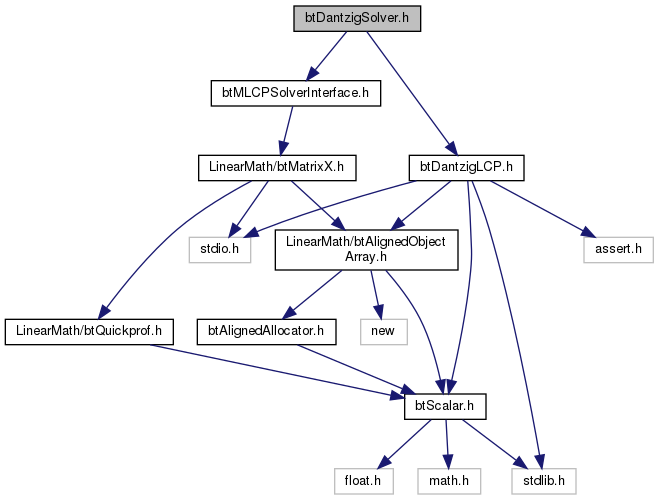 btDantzigSolver.h
btMLCPSolverInterface.h
LinearMath/btMatrixX.h
btDantzigLCP.h
stdio.h
LinearMath/btAlignedObject
Array.h
assert.h
LinearMath/btQuickprof.h
btAlignedAllocator.h
new
btScalar.h
float.h
math.h
stdlib.h